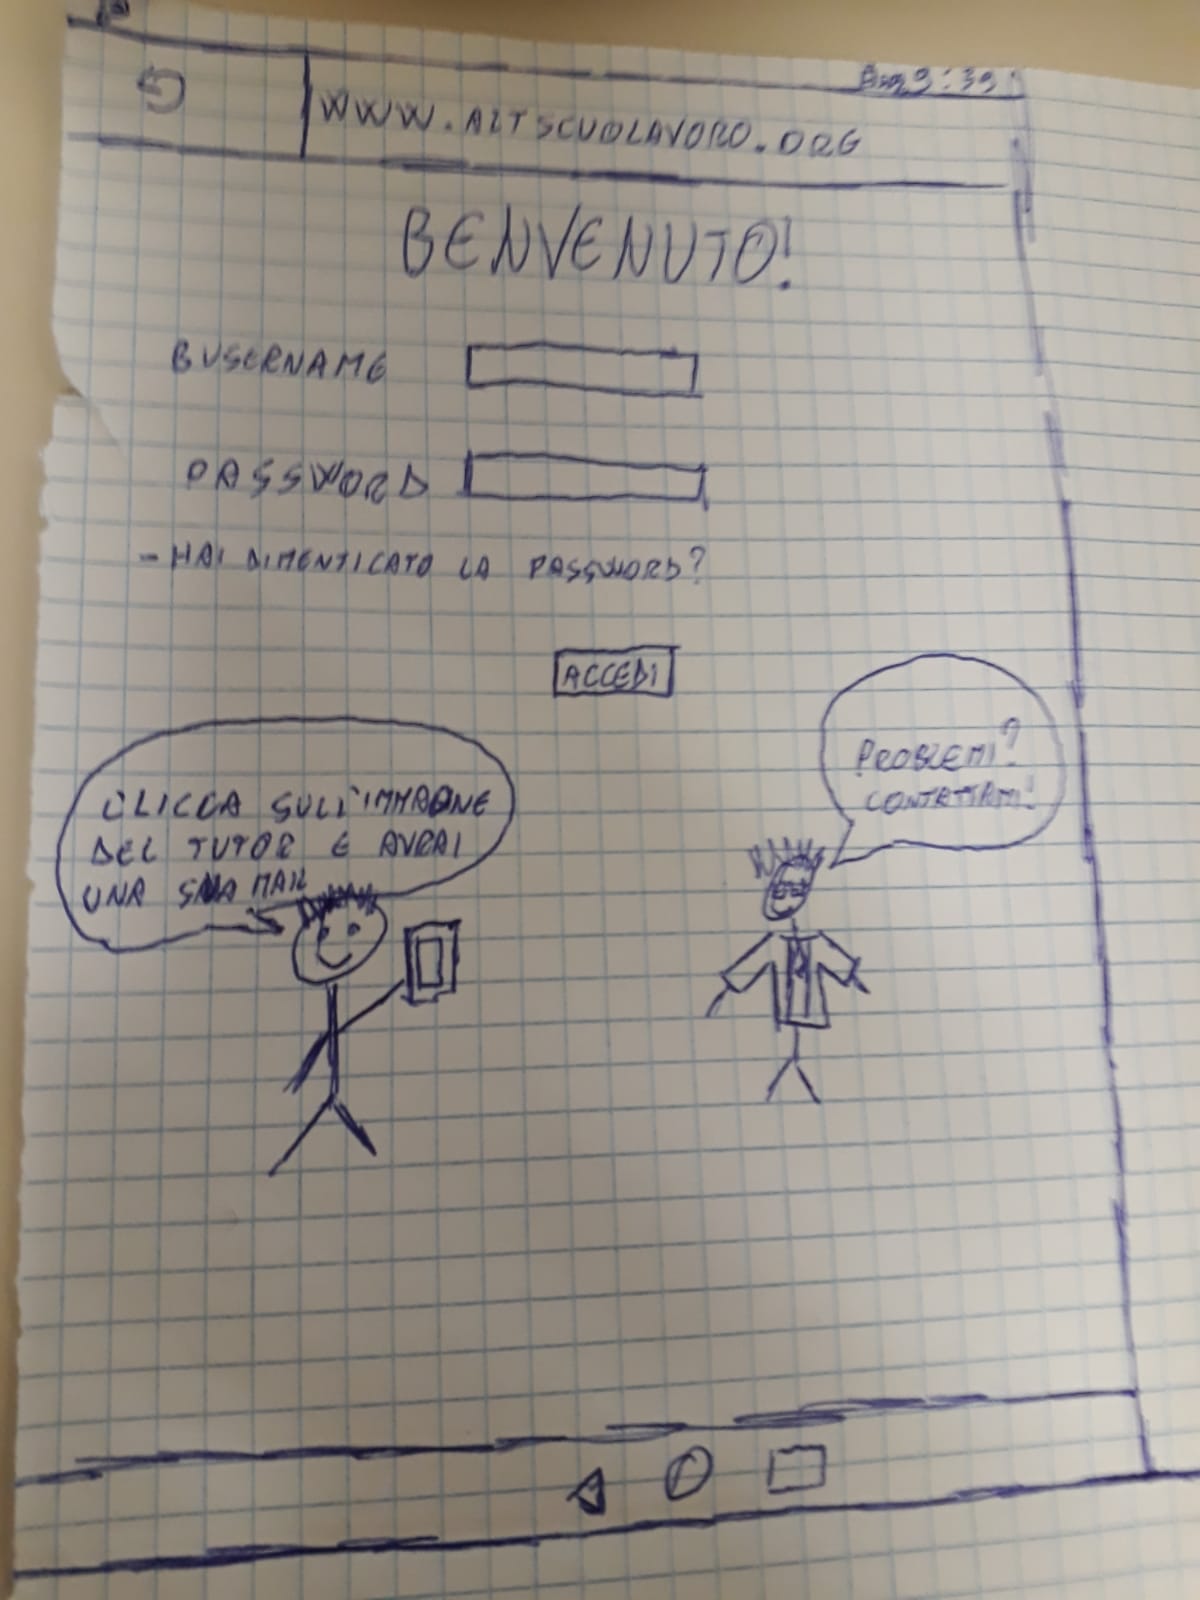 9:39
WWW.ALTSCUOLAVORO.ORG
BENVENUTO!
BUSERNAME
PASSWORD
- HAI DIMENTICATO LA PASSWORD?
ACCEDI
PROBLEMI?
CONTATTAMI!
CLICCA SULL'IMMAGINE
DEL TUTOR E AVRAI
UNA SUA MAIL